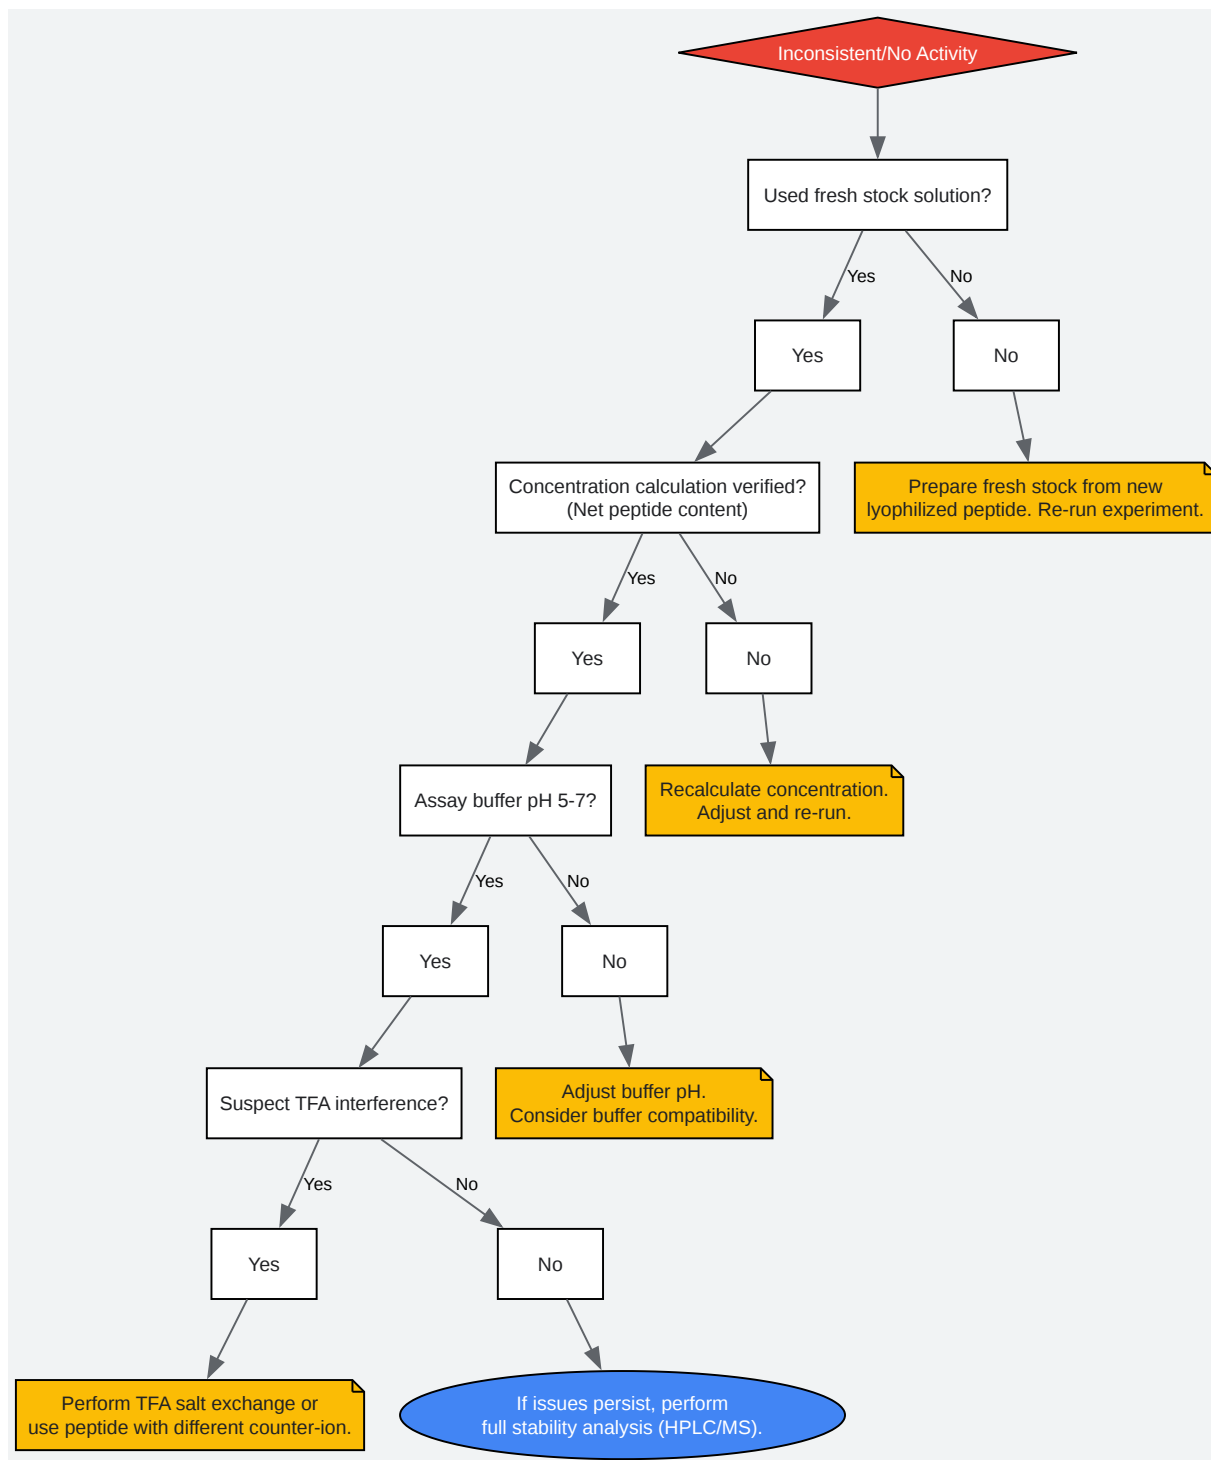 Inconsistent/No Activity
Used fresh stock solution?
Yes
No
Yes
No
Concentration calculation verified?
(Net peptide content)
Prepare fresh stock from new
lyophilized peptide. Re-run experiment.
Yes
No
Yes
No
Assay buffer pH 5-7?
Recalculate concentration.
Adjust and re-run.
Yes
No
Yes
No
Suspect TFA interference?
Adjust buffer pH.
Consider buffer compatibility.
Yes
No
Yes
No
Perform TFA salt exchange or
use peptide with different counter-ion.
If issues persist, perform
full stability analysis (HPLC/MS).